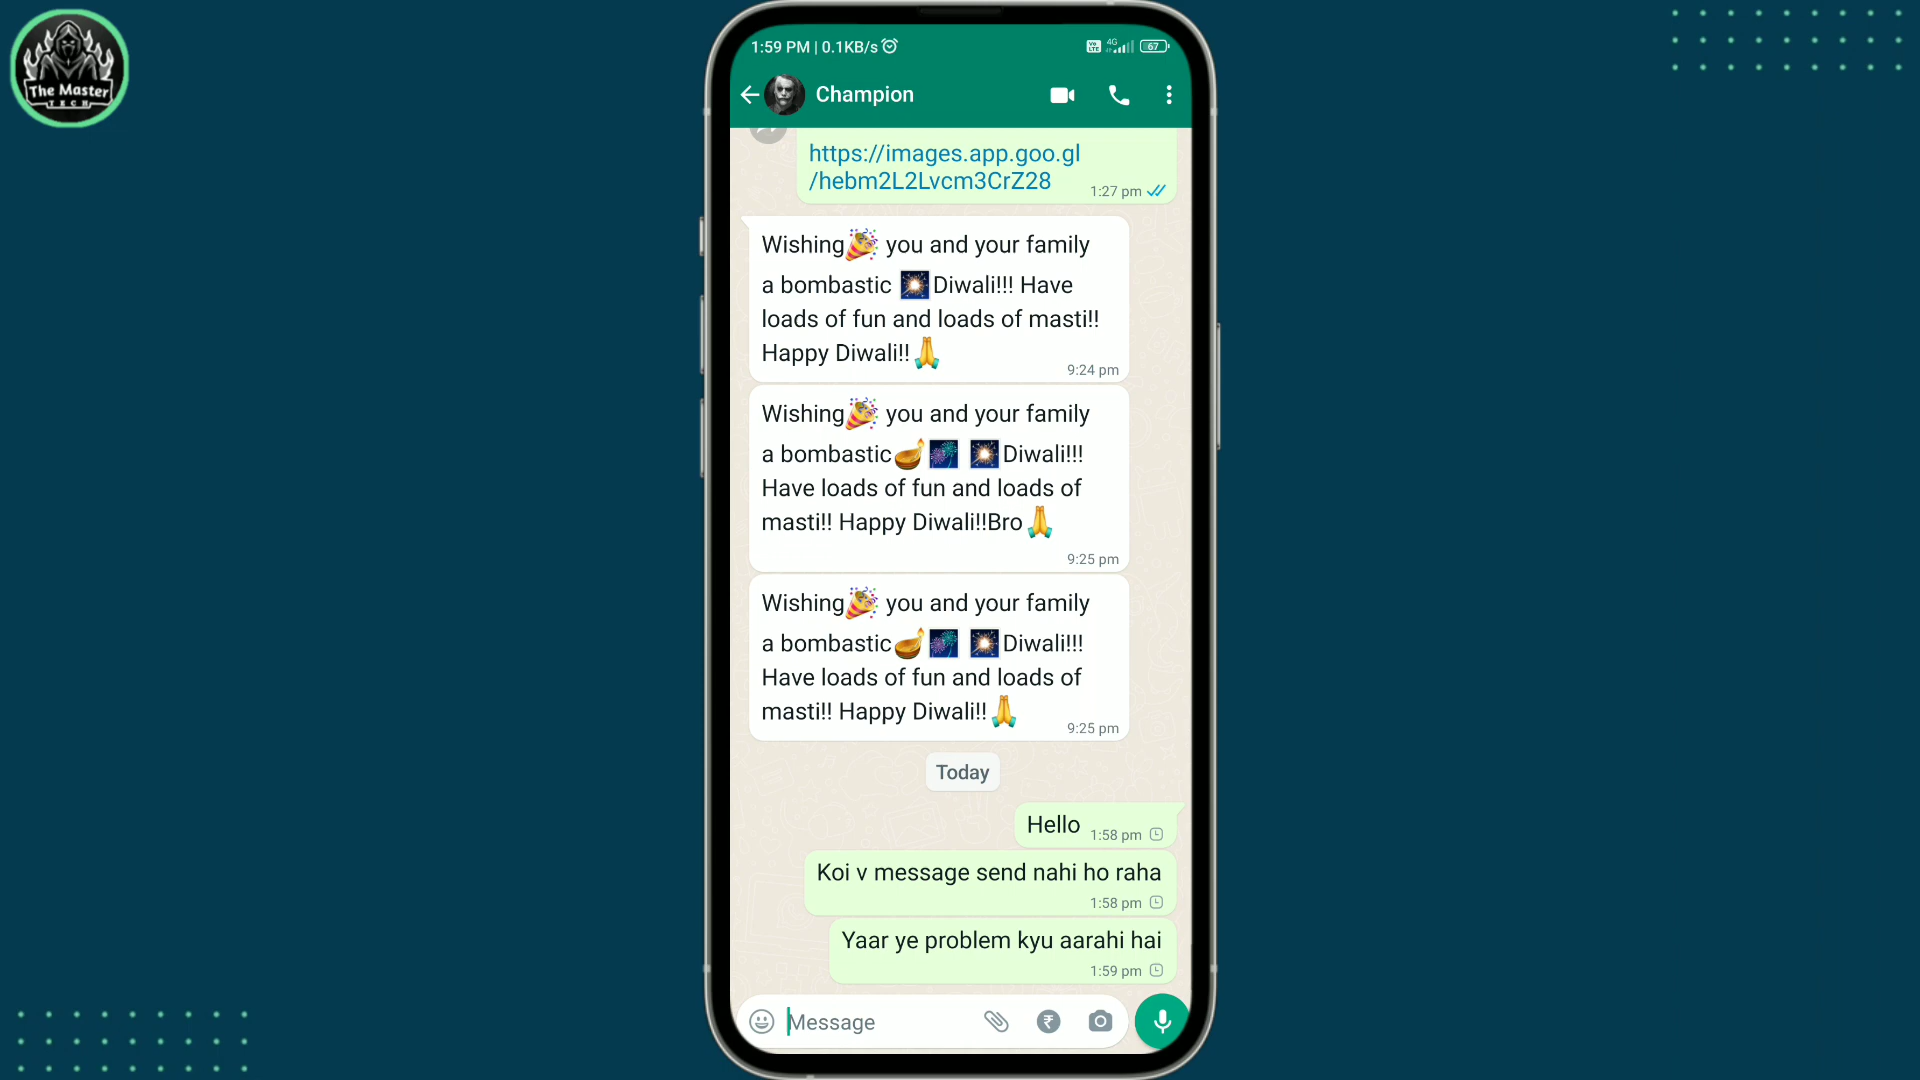 The Master
TECH
1:59 PM | 0.1KB/s
Vo LTE
4G
67
Champion
https://images.app.goo.gl
/hebm2L2Lvcm3CrZ28
1:27 pm
Wishing🎉 you and your family
a bombastic 🎇Diwali!!! Have
loads of fun and loads of masti!!
Happy Diwali!!🙏
9:24 pm
Wishing🎉 you and your family
a bombastic🪔🎆 🎇Diwali!!!
Have loads of fun and loads of
masti!! Happy Diwali!!Bro🙏
9:25 pm
Wishing🎉 you and your family
a bombastic🪔🎆 🎇Diwali!!!
Have loads of fun and loads of
masti!! Happy Diwali!!🙏
9:25 pm
Today
Hello
1:58 pm
Koi v message send nahi ho raha
1:58 pm
Yaar ye problem kyu aarahi hai
1:59 pm
Message
₹